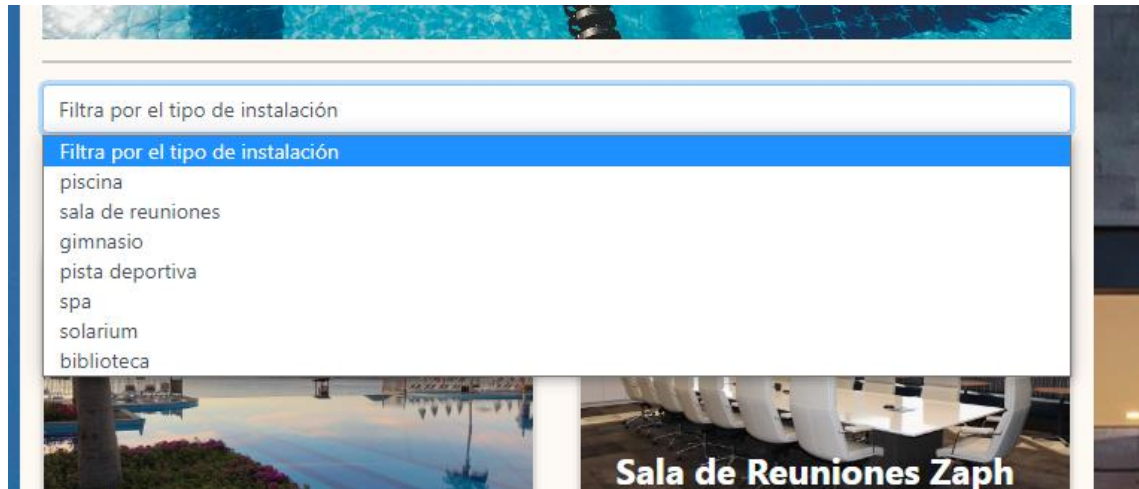 Filtra por el tipo de instalación
Filtra por el tipo de instalación
piscina
sala de reuniones
gimnasio
pista deportiva
spa
solarium
biblioteca
Sala de Reuniones Zaph